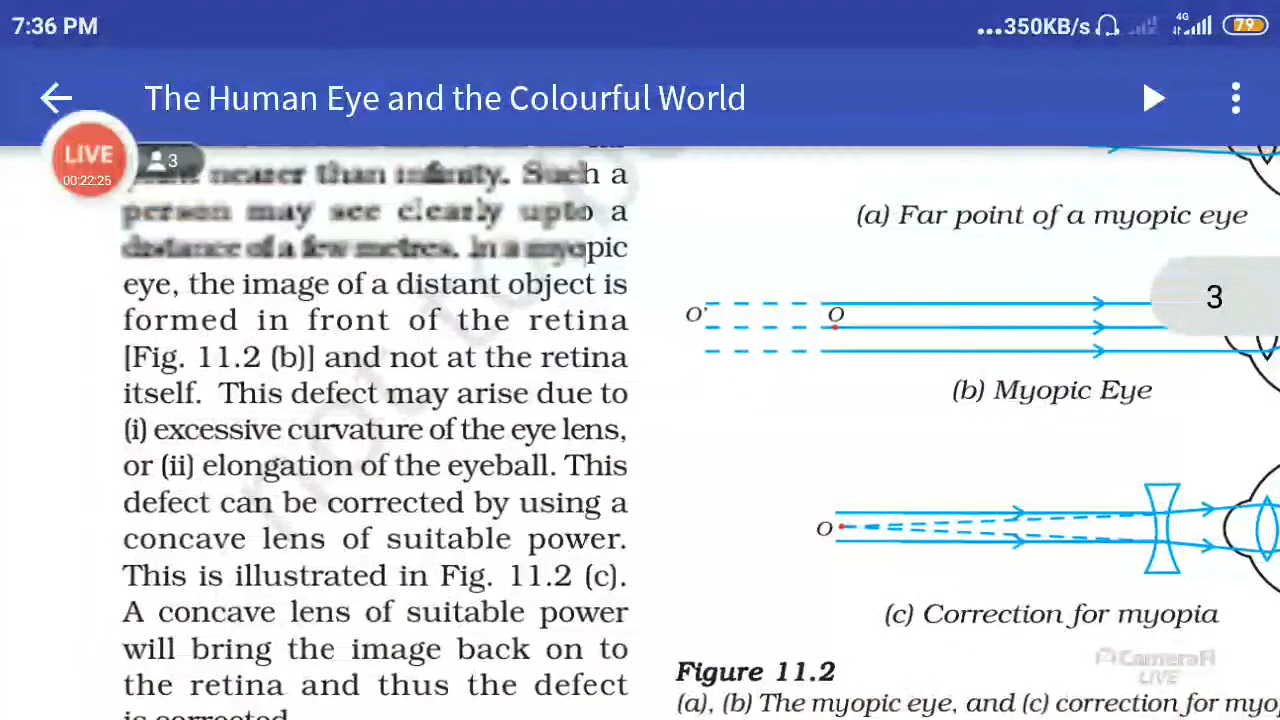 7:36 PM
...350KB/s
4G
79
The Human Eye and the Colourful World
LIVE
00:22:25
3
nearer than infinity. Such a
person may see clearly upto a
distance of a few metres. In a myopic
eye, the image of a distant object is
formed in front of the retina
[Fig. 11.2 (b)] and not at the retina
itself. This defect may arise due to
(i) excessive curvature of the eye lens,
or (ii) elongation of the eyeball. This
defect can be corrected by using a
concave lens of suitable power.
This is illustrated in Fig. 11.2 (c).
A concave lens of suitable power
will bring the image back on to
the retina and thus the defect
is corrected.
(a) Far point of a myopic eye
3
O' O
(b) Myopic Eye
O
(c) Correction for myopia
CameraFi
LIVE
Figure 11.2
(a), (b) The myopic eye, and (c) correction for myo